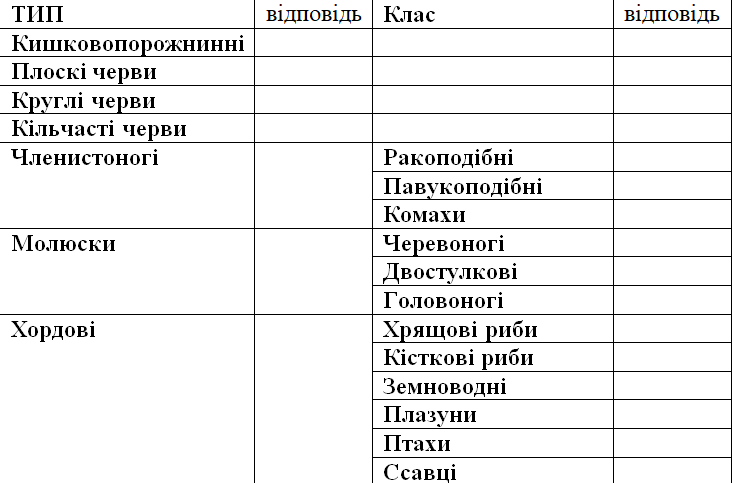 ТИП відповідь Клас відповідь
Кишковопорожнинні
Плоскі черви
Круглі черви
Кільчасті черви
Членистоногі Ракоподібні
Павукоподібні
Комахи
Молюски Черевоногі
Двостулкові
Головоногі
Хордові Хрящові риби
Кісткові риби
Земноводні
Плазуни
Птахи
Ссавці